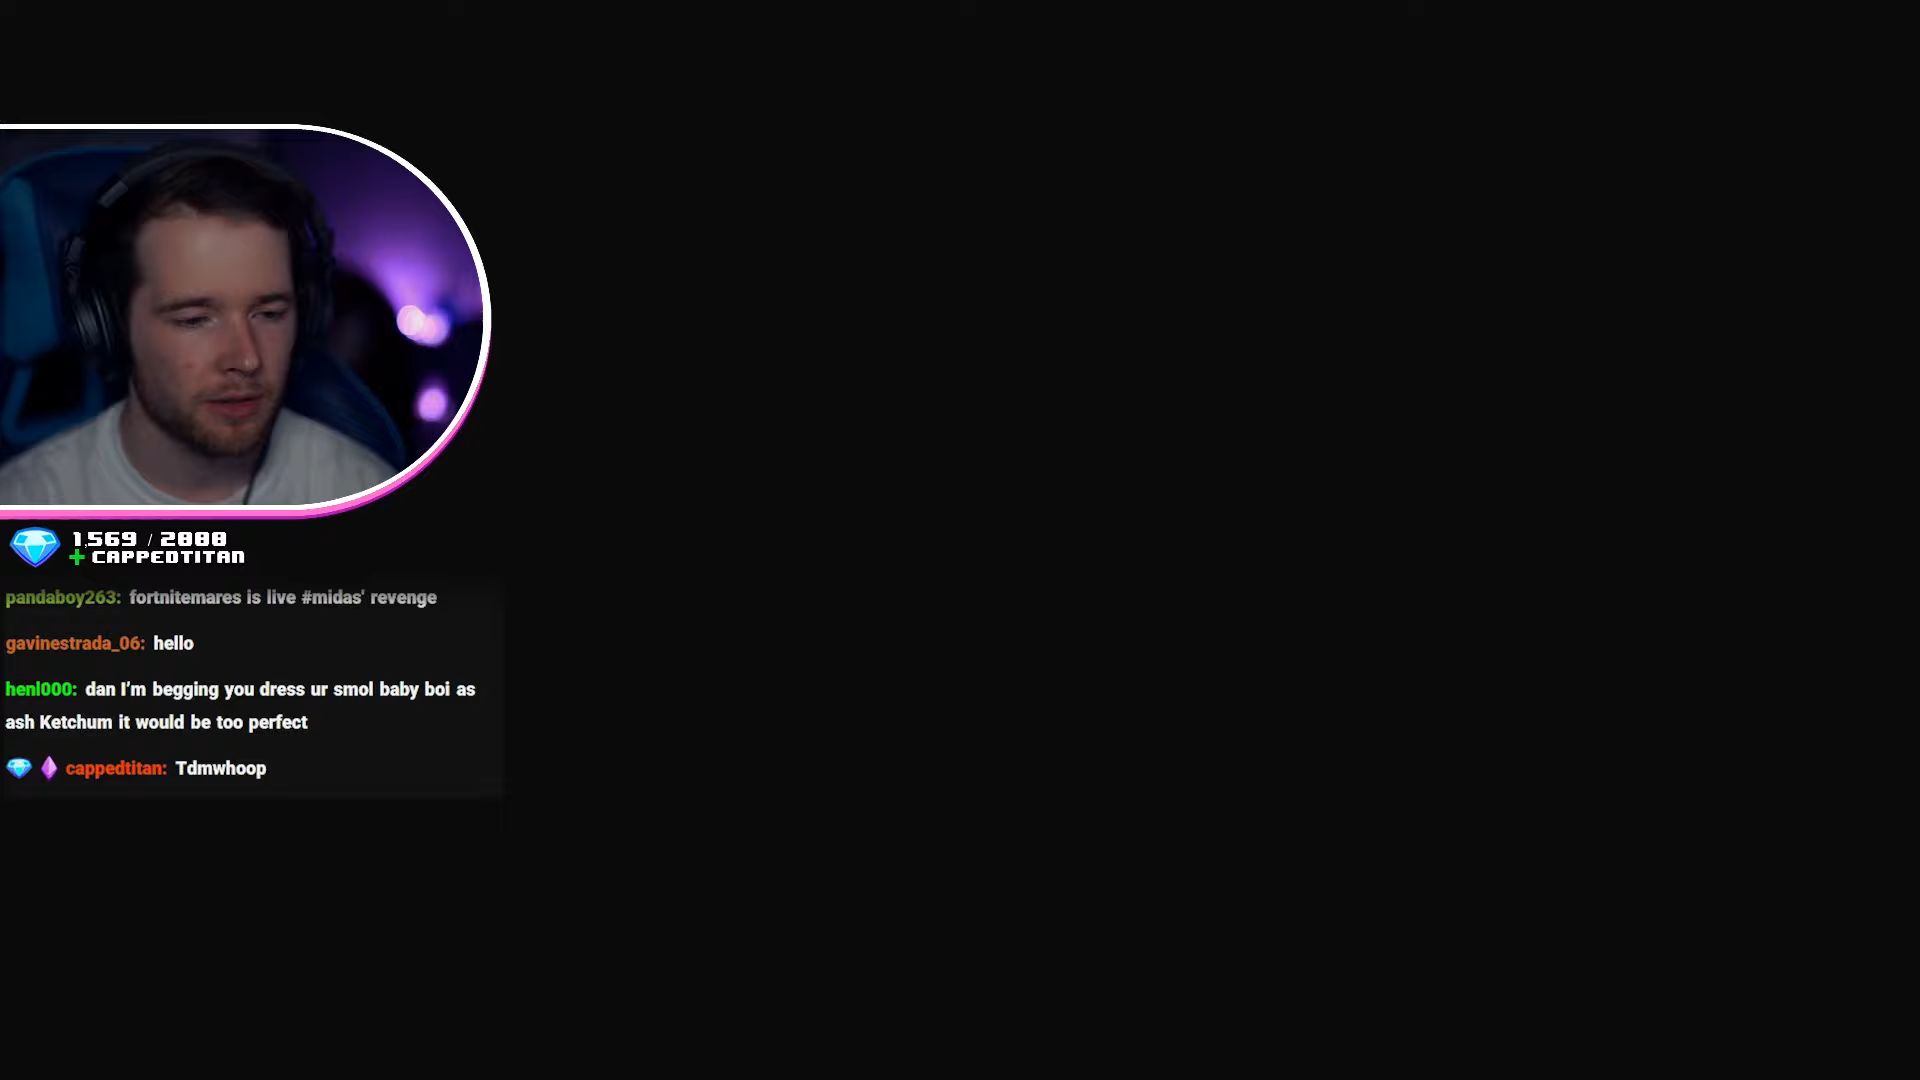 1,569 / 2000
+ CAPPEDTITAN
pandaboy263: fortnitemares is live #midas' revenge
gavinestrada_06: hello
henl000: dan I’m begging you dress ur smol baby boi as
ash Ketchum it would be too perfect
cappedtitan: Tdmwhoop